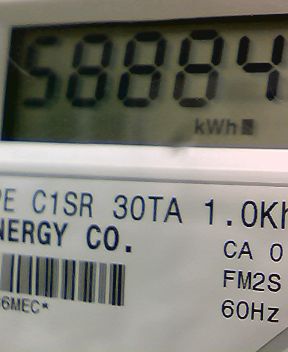 58884
kWh
PE C1SR 30TA 1.0Kh
NERGY CO.
CA 0
FM2S
6MEC*
60Hz